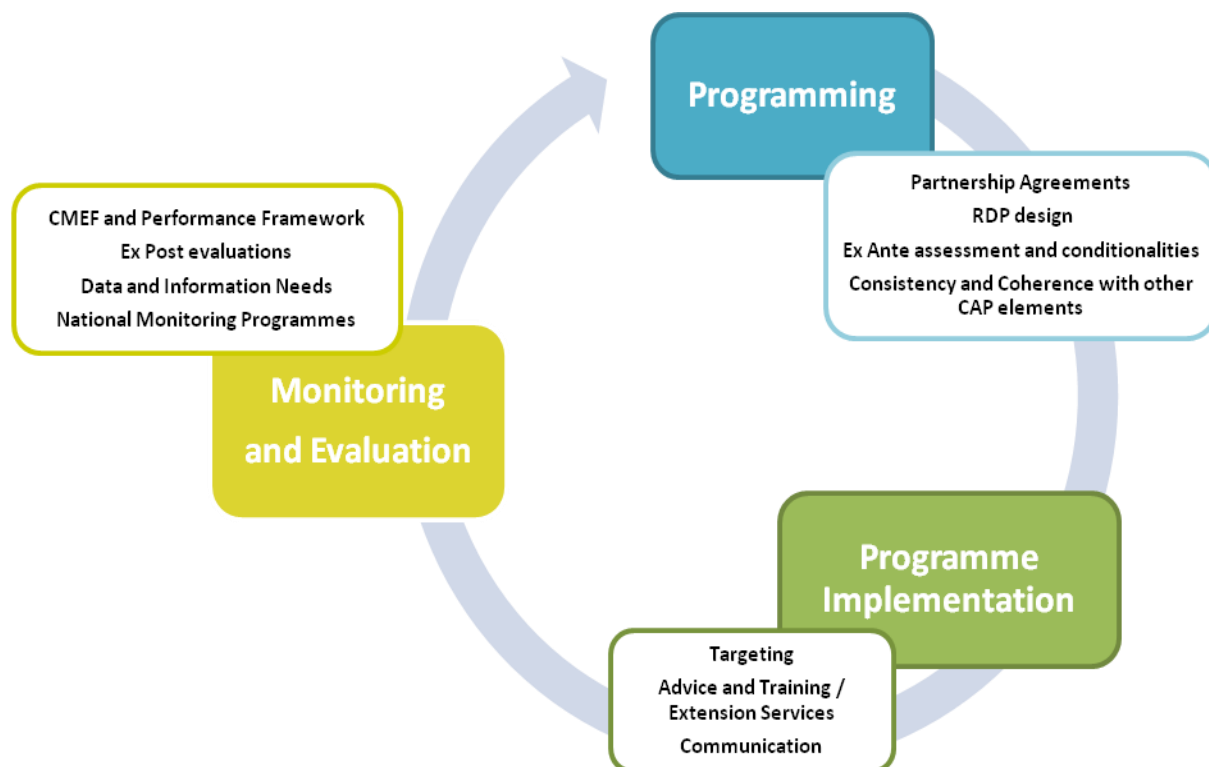 Programming
Partnership Agreements
RDP design
Ex Ante assessment and conditionalities
Consistency and Coherence with other
CAP elements
Programme
Implementation
Targeting
Advice and Training /
Extension Services
Communication
Monitoring
and Evaluation
CMEF and Performance Framework
Ex Post evaluations
Data and Information Needs
National Monitoring Programmes